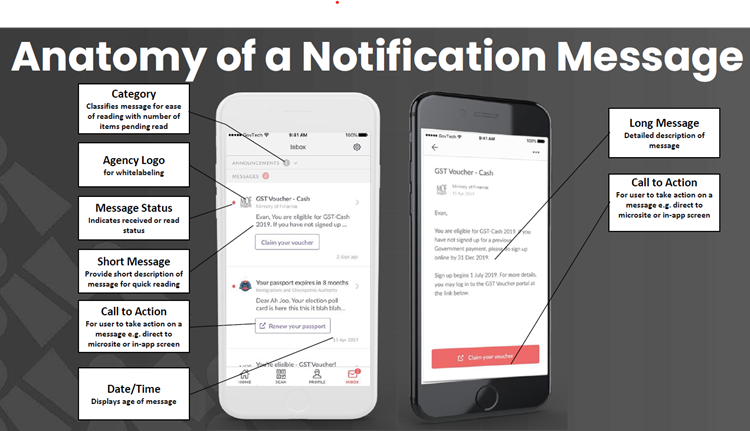 Anatomy of a Notification Message
Category
Classifies message for ease
of reading with number of
items pending read
Agency Logo
for whitelabeling
Message Status
Indicates received or read
status
Short Message
Provide short description of
message for quick reading
Call to Action
For user to take action on a
message e.g. direct to
microsite or in-app screen
Date/Time
Displays age of message
GovTech 9:41 AM 100%
Inbox
ANNOUNCEMENTS
MESSAGES
GST Voucher - Cash
Ministry of Finance
Evan, You are eligible for GST-Cash
2019. If you have not signed up ...
Claim your voucher
2 days ago
Your passport expires in 8 months
Immigrations and Checkpoints Authority
Dear Ah Joo, Your election poll
card is here this this it blah blah...
Renew your passport
11 Apr 2019
You're eligible - GST Voucher!
HOME SCAN PROFILE INBOX
GovTech 9:41 AM 100%
GST Voucher - Cash
Ministry of Finance
Evan,
You are eligible for GST-Cash 2019. If you
have not signed up for a previous
Government payment, please do sign up
online by 31 Dec 2019.
Sign up begins 1 July 2019. For more details,
you may log in to the GST Voucher portal at
the link below.
Claim your voucher
Long Message
Detailed description of
message
Call to Action
For user to take action on a
message e.g. direct to
microsite or in-app screen